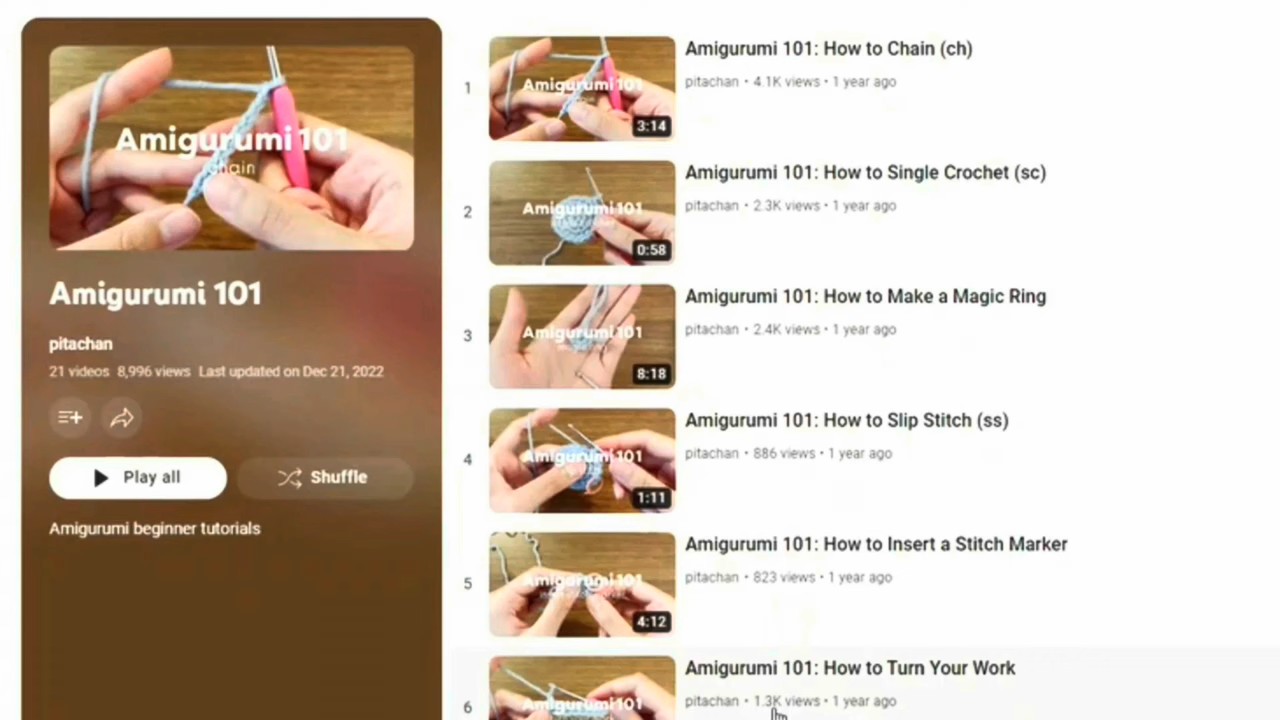 Amigurumi 101
chain
Amigurumi 101
pitachan
21 videos 8,996 views Last updated on Dec 21, 2022
Play all
Shuffle
Amigurumi beginner tutorials
1
Amigurumi 101
3:14
Amigurumi 101: How to Chain (ch)
pitachan • 4.1K views • 1 year ago
2
Amigurumi 101
0:58
Amigurumi 101: How to Single Crochet (sc)
pitachan • 2.3K views • 1 year ago
3
Amigurumi 101
8:18
Amigurumi 101: How to Make a Magic Ring
pitachan • 2.4K views • 1 year ago
4
Amigurumi 101
1:11
Amigurumi 101: How to Slip Stitch (ss)
pitachan • 886 views • 1 year ago
5
Amigurumi 101
4:12
Amigurumi 101: How to Insert a Stitch Marker
pitachan • 823 views • 1 year ago
6
Amigurumi 101
Amigurumi 101: How to Turn Your Work
pitachan • 1.3K views • 1 year ago